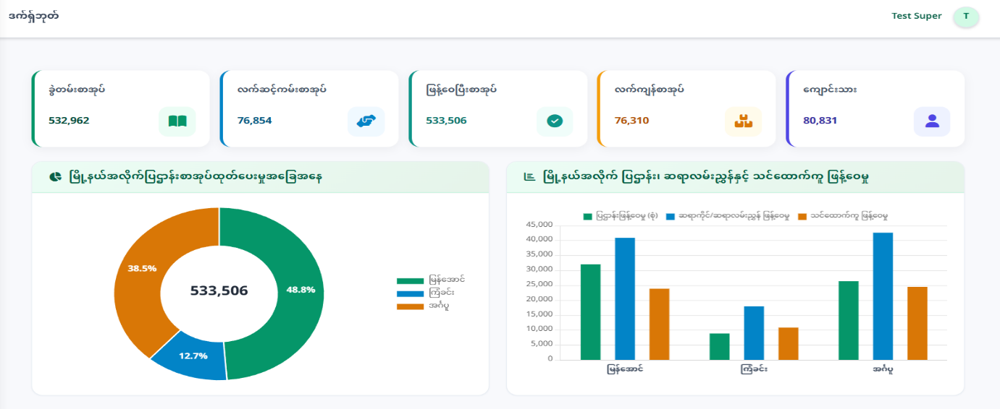 ဒက်ရှ်ဘုတ်
Test Super
T
ခွဲတမ်းစာအုပ်
532,962
လက်ဆင့်ကမ်းစာအုပ်
76,854
ဖြန့်ဝေပြီးစာအုပ်
533,506
လက်ကျန်စာအုပ်
76,310
ကျောင်းသား
80,831
မြို့နယ်အလိုက်ပြဌာန်းစာအုပ်ထုတ်ပေးမှုအခြေအနေ
38.5%
48.8%
12.7%
533,506
မြန်အောင်
ကြံခင်း
အင်္ဂပူ
မြို့နယ်အလိုက် ပြဌာန်း၊ ဆရာလမ်းညွှန်နှင့် သင်ထောက်ကူ ဖြန့်ဝေမှု
ပြဌာန်းဖြန့်ဝေမှု (စုံ)
ဆရာကိုင်/ဆရာလမ်းညွှန် ဖြန့်ဝေမှု
သင်ထောက်ကူ ဖြန့်ဝေမှု
45,000
40,000
35,000
30,000
25,000
20,000
15,000
10,000
5,000
0
မြန်အောင်
ကြံခင်း
အင်္ဂပူ